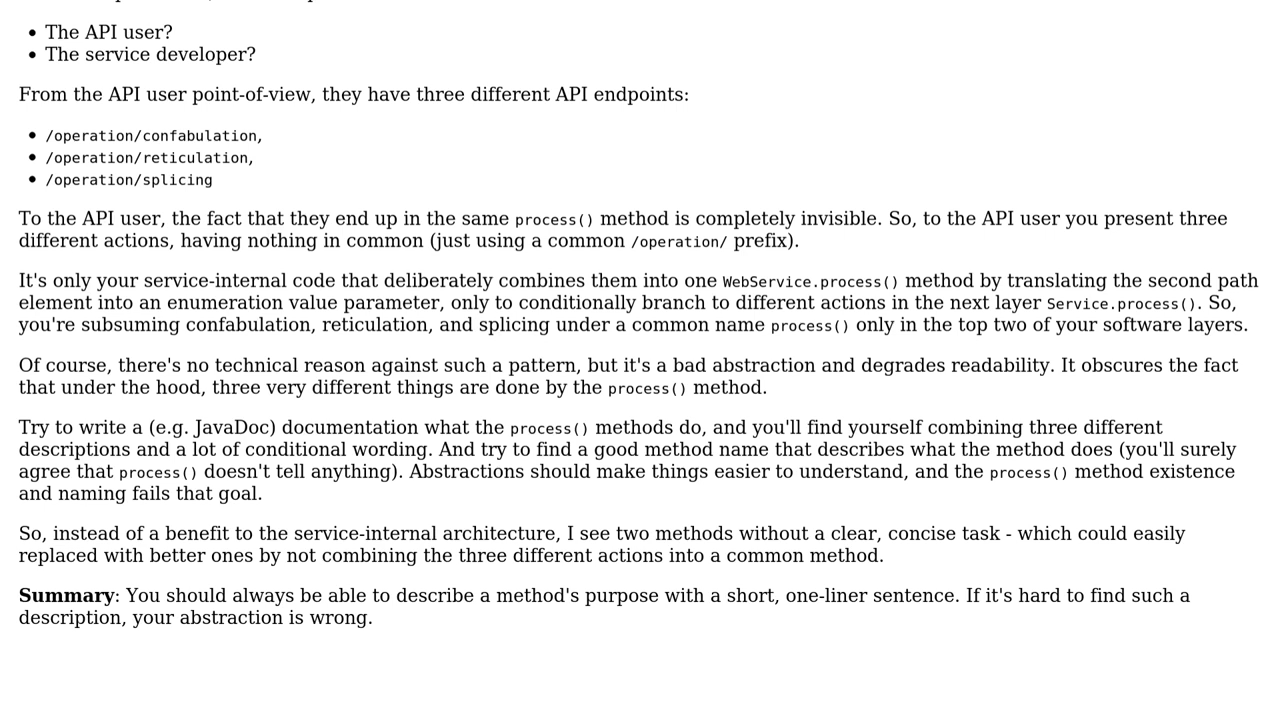 The API user?
The service developer?
From the API user point-of-view, they have three different API endpoints:
/operation/confabulation,
/operation/reticulation,
/operation/splicing
To the API user, the fact that they end up in the same process() method is completely invisible. So, to the API user you present three
different actions, having nothing in common (just using a common /operation/ prefix).
It's only your service-internal code that deliberately combines them into one WebService.process() method by translating the second path
element into an enumeration value parameter, only to conditionally branch to different actions in the next layer Service.process(). So,
you're subsuming confabulation, reticulation, and splicing under a common name process() only in the top two of your software layers.
Of course, there's no technical reason against such a pattern, but it's a bad abstraction and degrades readability. It obscures the fact
that under the hood, three very different things are done by the process() method.
Try to write a (e.g. JavaDoc) documentation what the process() methods do, and you'll find yourself combining three different
descriptions and a lot of conditional wording. And try to find a good method name that describes what the method does (you'll surely
agree that process() doesn't tell anything). Abstractions should make things easier to understand, and the process() method existence
and naming fails that goal.
So, instead of a benefit to the service-internal architecture, I see two methods without a clear, concise task - which could easily
replaced with better ones by not combining the three different actions into a common method.
Summary: You should always be able to describe a method's purpose with a short, one-liner sentence. If it's hard to find such a
description, your abstraction is wrong.